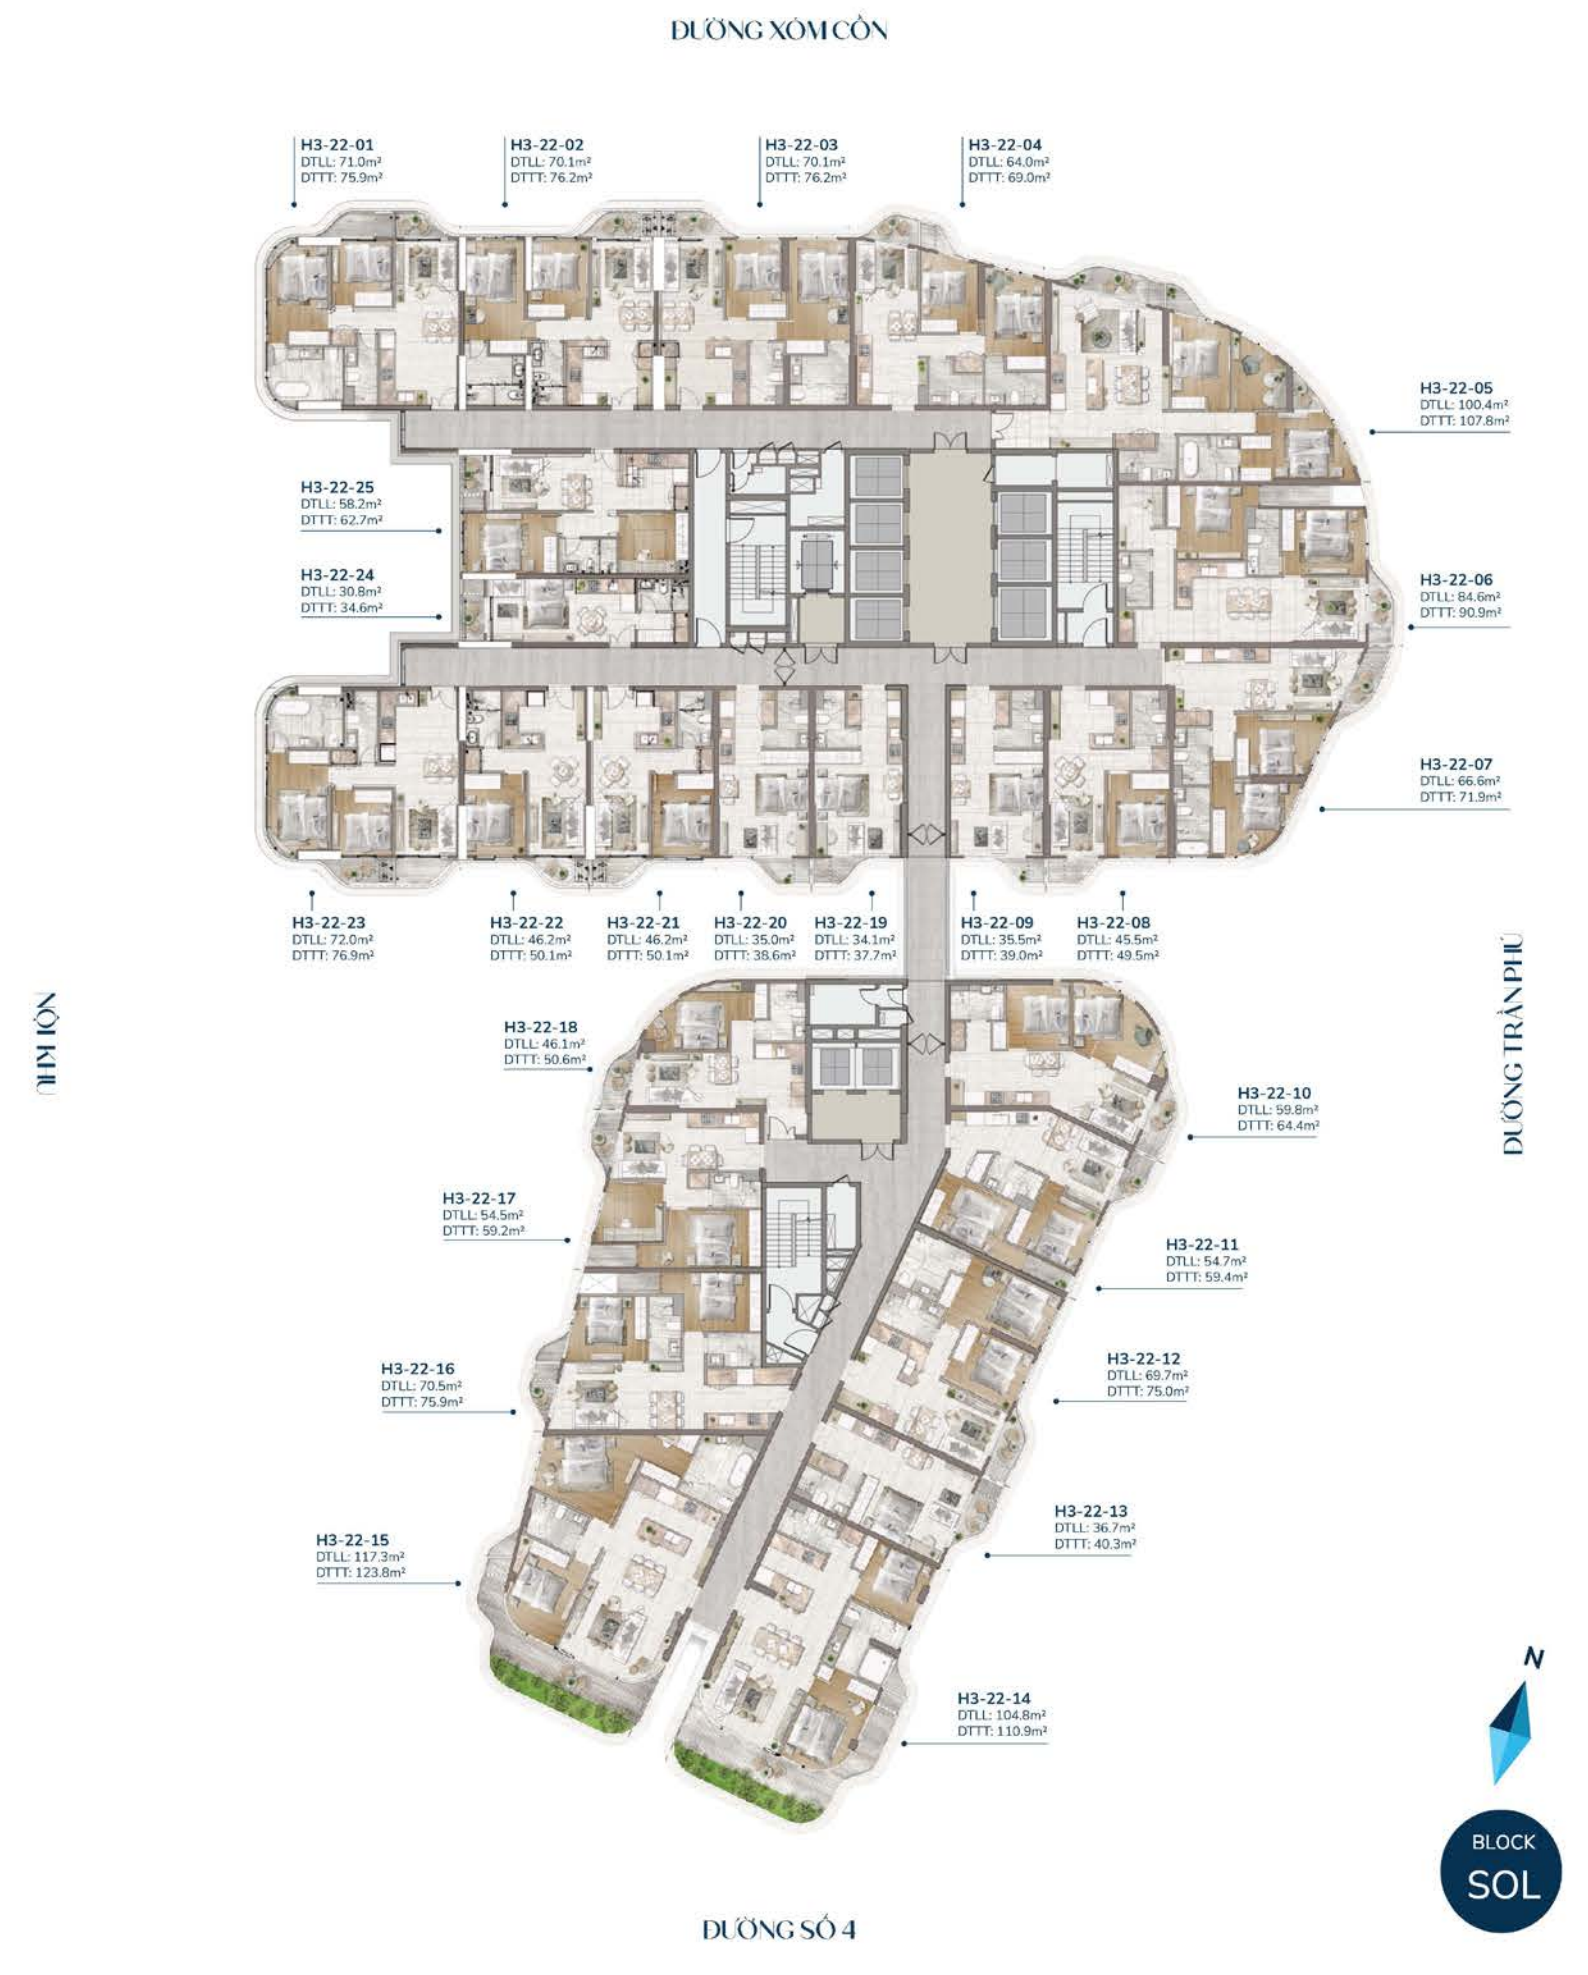 ĐƯỜNG XÓM CỒN
H3-22-01
DTLL: 71.0m²
DTTT: 75.9m²
H3-22-02
DTLL: 70.1m²
DTTT: 76.2m²
H3-22-03
DTLL: 70.1m²
DTTT: 76.2m²
H3-22-04
DTLL: 64.0m²
DTTT: 69.0m²
H3-22-05
DTLL: 100.4m²
DTTT: 107.8m²
H3-22-25
DTLL: 58.2m²
DTTT: 62.7m²
H3-22-24
DTLL: 30.8m²
DTTT: 34.6m²
H3-22-06
DTLL: 84.6m²
DTTT: 90.9m²
H3-22-07
DTLL: 66.6m²
DTTT: 71.9m²
H3-22-23
DTLL: 72.0m²
DTTT: 76.9m²
H3-22-22
DTLL: 46.2m²
DTTT: 50.1m²
H3-22-21
DTLL: 46.2m²
DTTT: 50.1m²
H3-22-20
DTLL: 35.0m²
DTTT: 38.6m²
H3-22-19
DTLL: 34.1m²
DTTT: 37.7m²
H3-22-09
DTLL: 35.5m²
DTTT: 39.0m²
H3-22-08
DTLL: 45.5m²
DTTT: 49.5m²
NỘI KHU
ĐƯỜNG TRẦN PHÚ
H3-22-18
DTLL: 46.1m²
DTTT: 50.6m²
H3-22-10
DTLL: 59.8m²
DTTT: 64.4m²
H3-22-17
DTLL: 54.5m²
DTTT: 59.2m²
H3-22-11
DTLL: 54.7m²
DTTT: 59.4m²
H3-22-16
DTLL: 70.5m²
DTTT: 75.9m²
H3-22-12
DTLL: 69.7m²
DTTT: 75.0m²
H3-22-15
DTLL: 117.3m²
DTTT: 123.8m²
H3-22-13
DTLL: 36.7m²
DTTT: 40.3m²
H3-22-14
DTLL: 104.8m²
DTTT: 110.9m²
N
BLOCK
SOL
ĐƯỜNG SỐ 4